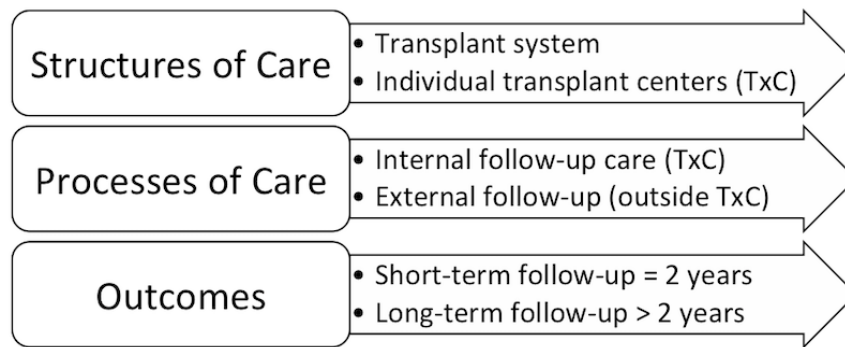 Structures of Care
• Transplant system
• Individual transplant centers (TxC)
Processes of Care
• Internal follow-up care (TxC)
• External follow-up (outside TxC)
Outcomes
• Short-term follow-up = 2 years
• Long-term follow-up > 2 years